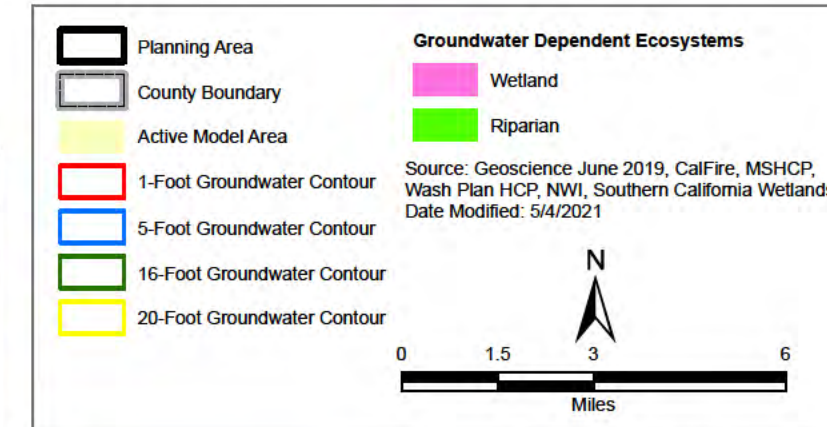 Planning Area
County Boundary
Active Model Area
1-Foot Groundwater Contour
5-Foot Groundwater Contour
16-Foot Groundwater Contour
20-Foot Groundwater Contour
Groundwater Dependent Ecosystems
Wetland
Riparian
Source: Geoscience June 2019, CalFire, MSHCP,
Wash Plan HCP, NWI, Southern California Wetlands
Date Modified: 5/4/2021
N
0 1.5 3 6
Miles